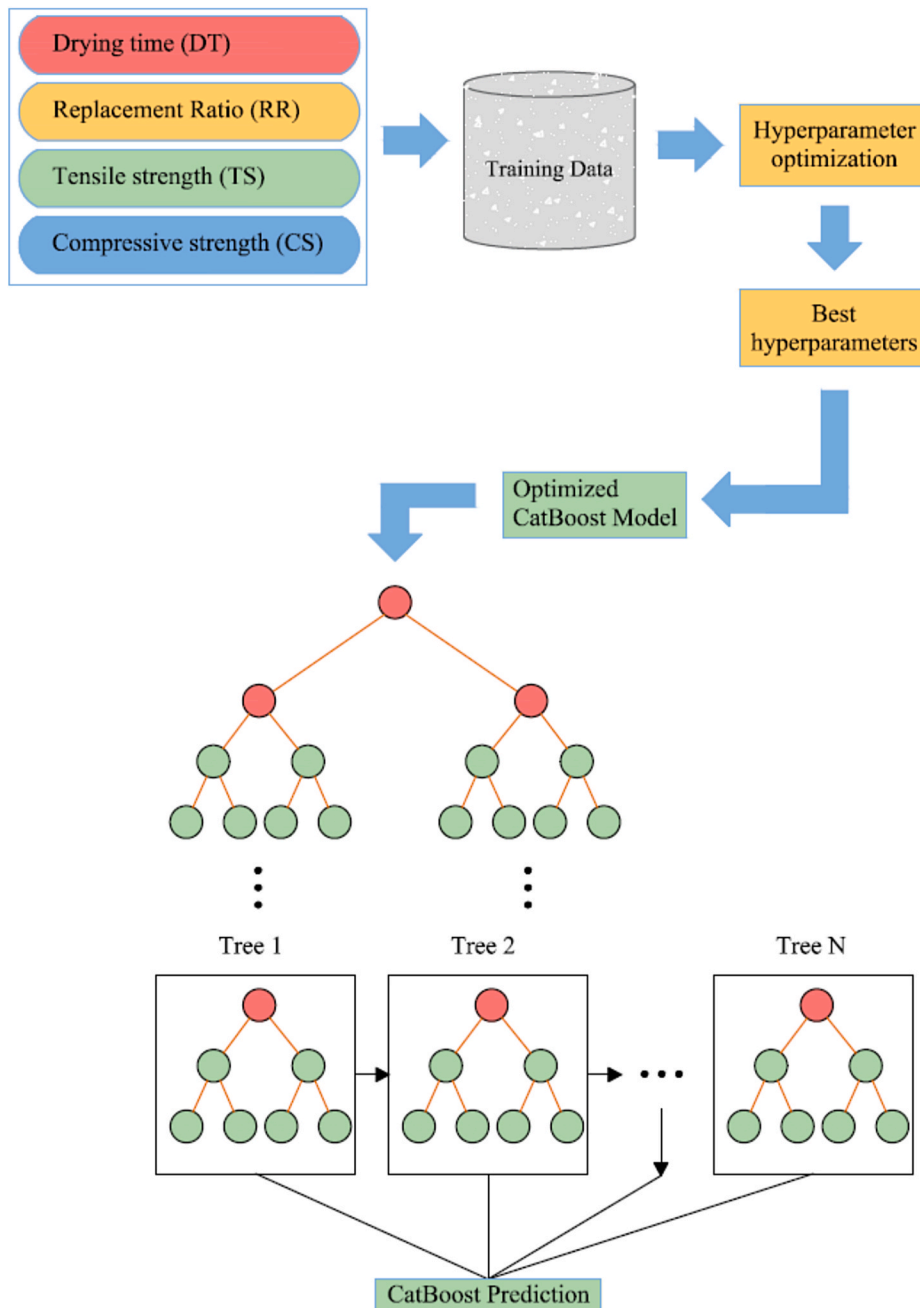 Drying time (DT)
Replacement Ratio (RR)
Tensile strength (TS)
Compressive strength (CS)
Training Data
Hyperparameter
optimization
Best
hyperparameters
Optimized
CatBoost Model
Tree 1
Tree 2
Tree N
CatBoost Prediction